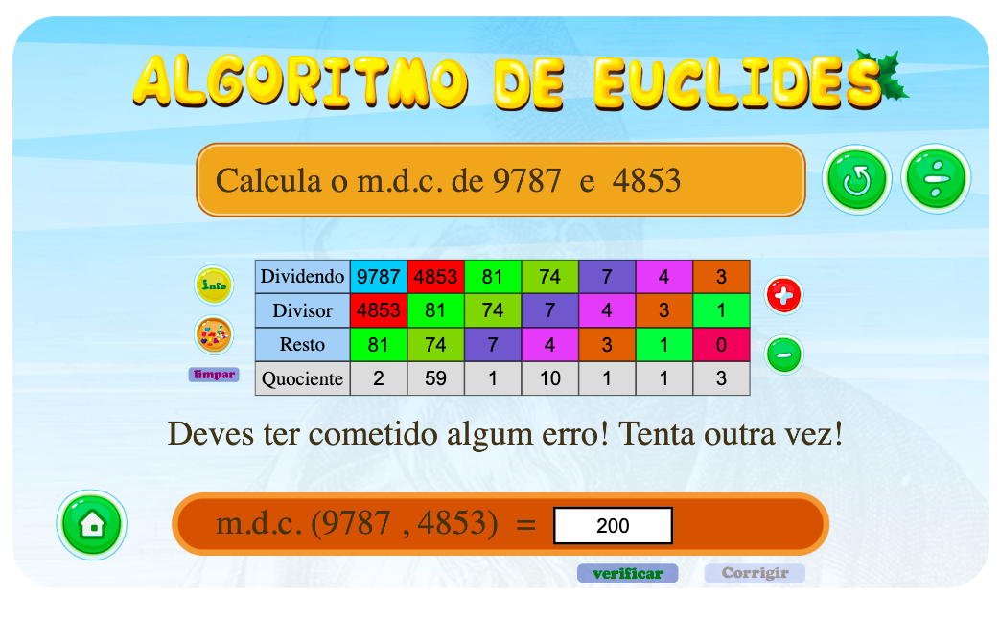 ALGORITMO DE EUCLIDES
Calcula o m.d.c. de 9787 e 4853
info
limpar
Dividendo 9787 4853 81 74 7 4 3
Divisor 4853 81 74 7 4 3 1
Resto 81 74 7 4 3 1 0
Quociente 2 59 1 10 1 1 3
Deves ter cometido algum erro! Tenta outra vez!
m.d.c. (9787 , 4853) = 200
verificar Corrigir